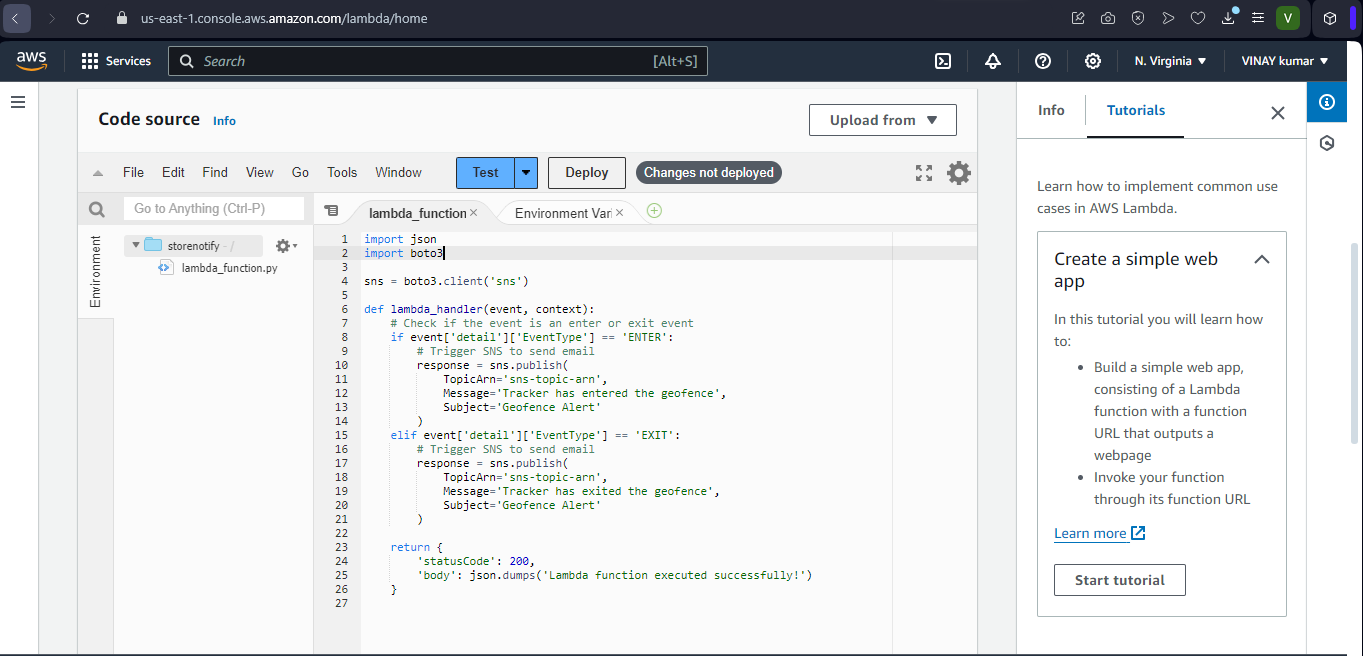 us-east-1.console.aws.amazon.com/lambda/home
V
aws
Services
Search
[Alt+S]
N. Virginia
VINAY kumar
Code source
Info
Upload from
File
Edit
Find
View
Go
Tools
Window
Test
Deploy
Changes not deployed
Go to Anything (Ctrl-P)
lambda_function
Environment Vari
Environment
storenotify - /
lambda_function.py
1 import json
2 import boto3
3
4 sns = boto3.client('sns')
5
6 def lambda_handler(event, context):
7 # Check if the event is an enter or exit event
8 if event['detail']['EventType'] == 'ENTER':
9 # Trigger SNS to send email
10 response = sns.publish(
11 TopicArn='sns-topic-arn',
12 Message='Tracker has entered the geofence',
13 Subject='Geofence Alert'
14 )
15 elif event['detail']['EventType'] == 'EXIT':
16 # Trigger SNS to send email
17 response = sns.publish(
18 TopicArn='sns-topic-arn',
19 Message='Tracker has exited the geofence',
20 Subject='Geofence Alert'
21 )
22
23 return {
24 'statusCode': 200,
25 'body': json.dumps('Lambda function executed successfully!')
26 }
27
Info
Tutorials
Learn how to implement common use
cases in AWS Lambda.
Create a simple web
app
In this tutorial you will learn how
to:
• Build a simple web app,
consisting of a Lambda
function with a function
URL that outputs a
webpage
• Invoke your function
through its function URL
Learn more
Start tutorial